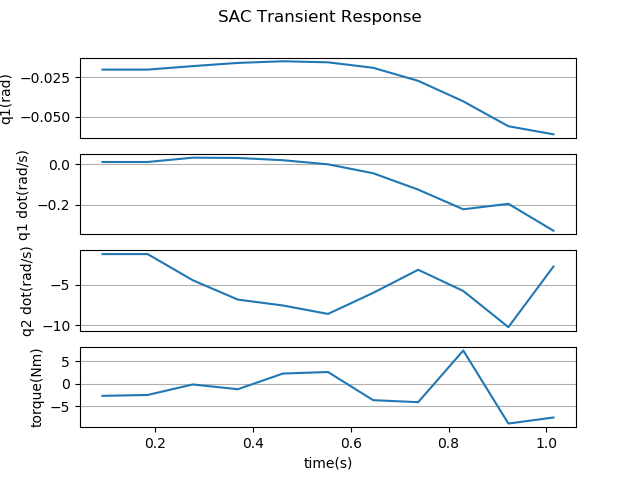 SAC Transient Response
q1(rad)
−0.025
−0.050
q1 dot(rad/s)
0.0
−0.2
q2 dot(rad/s)
−5
−10
torque(Nm)
5
0
−5
0.2 0.4 0.6 0.8 1.0
time(s)